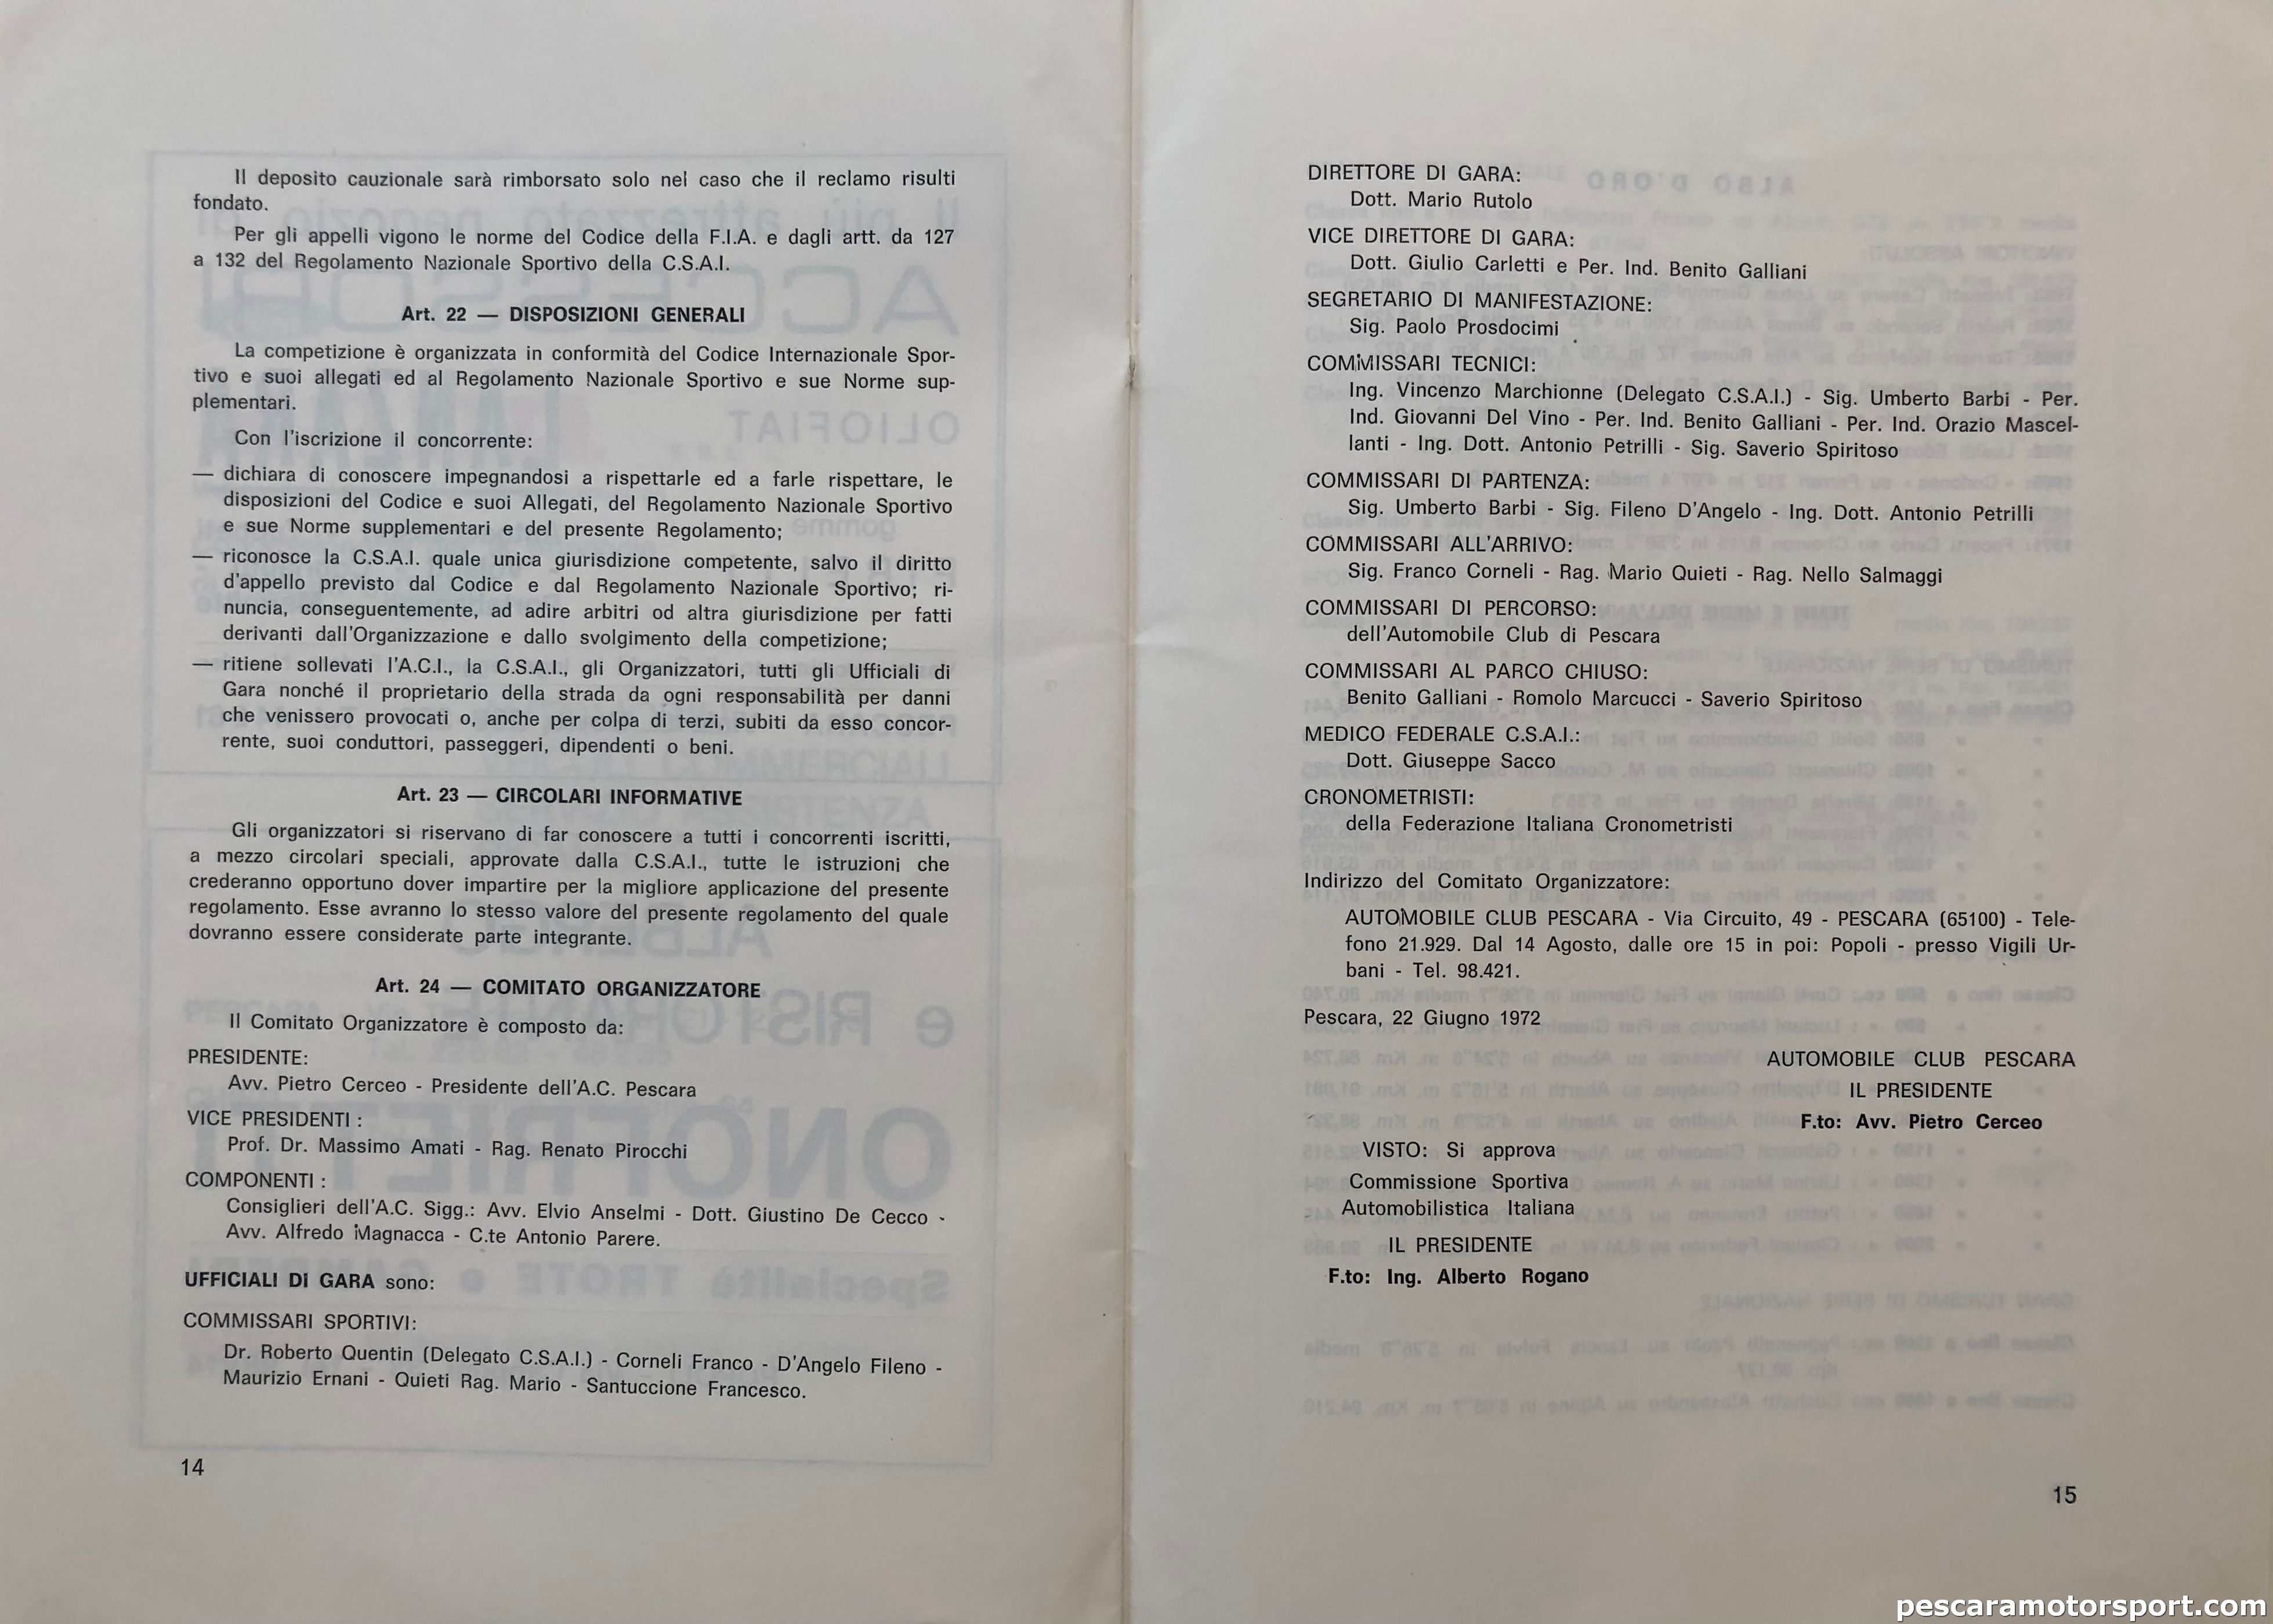 Il deposito cauzionale sarà rimborsato solo nel caso che il reclamo risulti
fondato.
Per gli appelli vigono le norme del Codice della F.I.A. e dagli artt. da 127
a 132 del Regolamento Nazionale Sportivo della C.S.A.I.
Art. 22 — DISPOSIZIONI GENERALI
La competizione è organizzata in conformità del Codice Internazionale Spor-
tivo e suoi allegati ed al Regolamento Nazionale Sportivo e sue Norme sup-
plementari.
Con l'iscrizione il concorrente:
— dichiara di conoscere impegnandosi a rispettarle ed a farle rispettare, le
disposizioni del Codice e suoi Allegati, del Regolamento Nazionale Sportivo
e sue Norme supplementari e del presente Regolamento;
— riconosce la C.S.A.I. quale unica giurisdizione competente, salvo il diritto
d'appello previsto dal Codice e dal Regolamento Nazionale Sportivo; ri-
nuncia, conseguentemente, ad adire arbitri od altra giurisdizione per fatti
derivanti dall'Organizzazione e dallo svolgimento della competizione;
— ritiene sollevati l'A.C.I., la C.S.A.I., gli Organizzatori, tutti gli Ufficiali di
Gara nonché il proprietario della strada da ogni responsabilità per danni
che venissero provocati o, anche per colpa di terzi, subiti da esso concor-
rente, suoi conduttori, passeggeri, dipendenti o beni.
Art. 23 — CIRCOLARI INFORMATIVE
Gli organizzatori si riservano di far conoscere a tutti i concorrenti iscritti,
a mezzo circolari speciali, approvate dalla C.S.A.I., tutte le istruzioni che
crederanno opportuno dover impartire per la migliore applicazione del presente
regolamento. Esse avranno lo stesso valore del presente regolamento del quale
dovranno essere considerate parte integrante.
Art. 24 — COMITATO ORGANIZZATORE
Il Comitato Organizzatore è composto da:
PRESIDENTE:
Avv. Pietro Cerceo - Presidente dell'A.C. Pescara
VICE PRESIDENTI :
Prof. Dr. Massimo Amati - Rag. Renato Pirocchi
COMPONENTI :
Consiglieri dell'A.C. Sigg.: Avv. Elvio Anselmi - Dott. Giustino De Cecco -
Avv. Alfredo Magnacca - C.te Antonio Parere.
UFFICIALI DI GARA sono:
COMMISSARI SPORTIVI:
Dr. Roberto Quentin (Delegato C.S.A.I.) - Corneli Franco - D'Angelo Fileno -
Maurizio Ernani - Quieti Rag. Mario - Santuccione Francesco.
14
DIRETTORE DI GARA:
Dott. Mario Rutolo
VICE DIRETTORE DI GARA:
Dott. Giulio Carletti e Per. Ind. Benito Galliani
SEGRETARIO DI MANIFESTAZIONE:
Sig. Paolo Prosdocimi
COMMISSARI TECNICI:
Ing. Vincenzo Marchionne (Delegato C.S.A.I.) - Sig. Umberto Barbi - Per.
Ind. Giovanni Del Vino - Per. Ind. Benito Galliani - Per. Ind. Orazio Mascel-
lanti - Ing. Dott. Antonio Petrilli - Sig. Saverio Spiritoso
COMMISSARI DI PARTENZA:
Sig. Umberto Barbi - Sig. Fileno D'Angelo - Ing. Dott. Antonio Petrilli
COMMISSARI ALL'ARRIVO:
Sig. Franco Corneli - Rag. Mario Quieti - Rag. Nello Salmaggi
COMMISSARI DI PERCORSO:
dell'Automobile Club di Pescara
COMMISSARI AL PARCO CHIUSO:
Benito Galliani - Romolo Marcucci - Saverio Spiritoso
MEDICO FEDERALE C.S.A.I.:
Dott. Giuseppe Sacco
CRONOMETRISTI:
della Federazione Italiana Cronometristi
Indirizzo del Comitato Organizzatore:
AUTOMOBILE CLUB PESCARA - Via Circuito, 49 - PESCARA (65100) - Tele-
fono 21.929. Dal 14 Agosto, dalle ore 15 in poi: Popoli - presso Vigili Ur-
bani - Tel. 98.421.
Pescara, 22 Giugno 1972
AUTOMOBILE CLUB PESCARA
IL PRESIDENTE
F.to: Avv. Pietro Cerceo
VISTO: Si approva
Commissione Sportiva
Automobilistica Italiana
IL PRESIDENTE
F.to: Ing. Alberto Rogano
15
pescaramotorsport.com